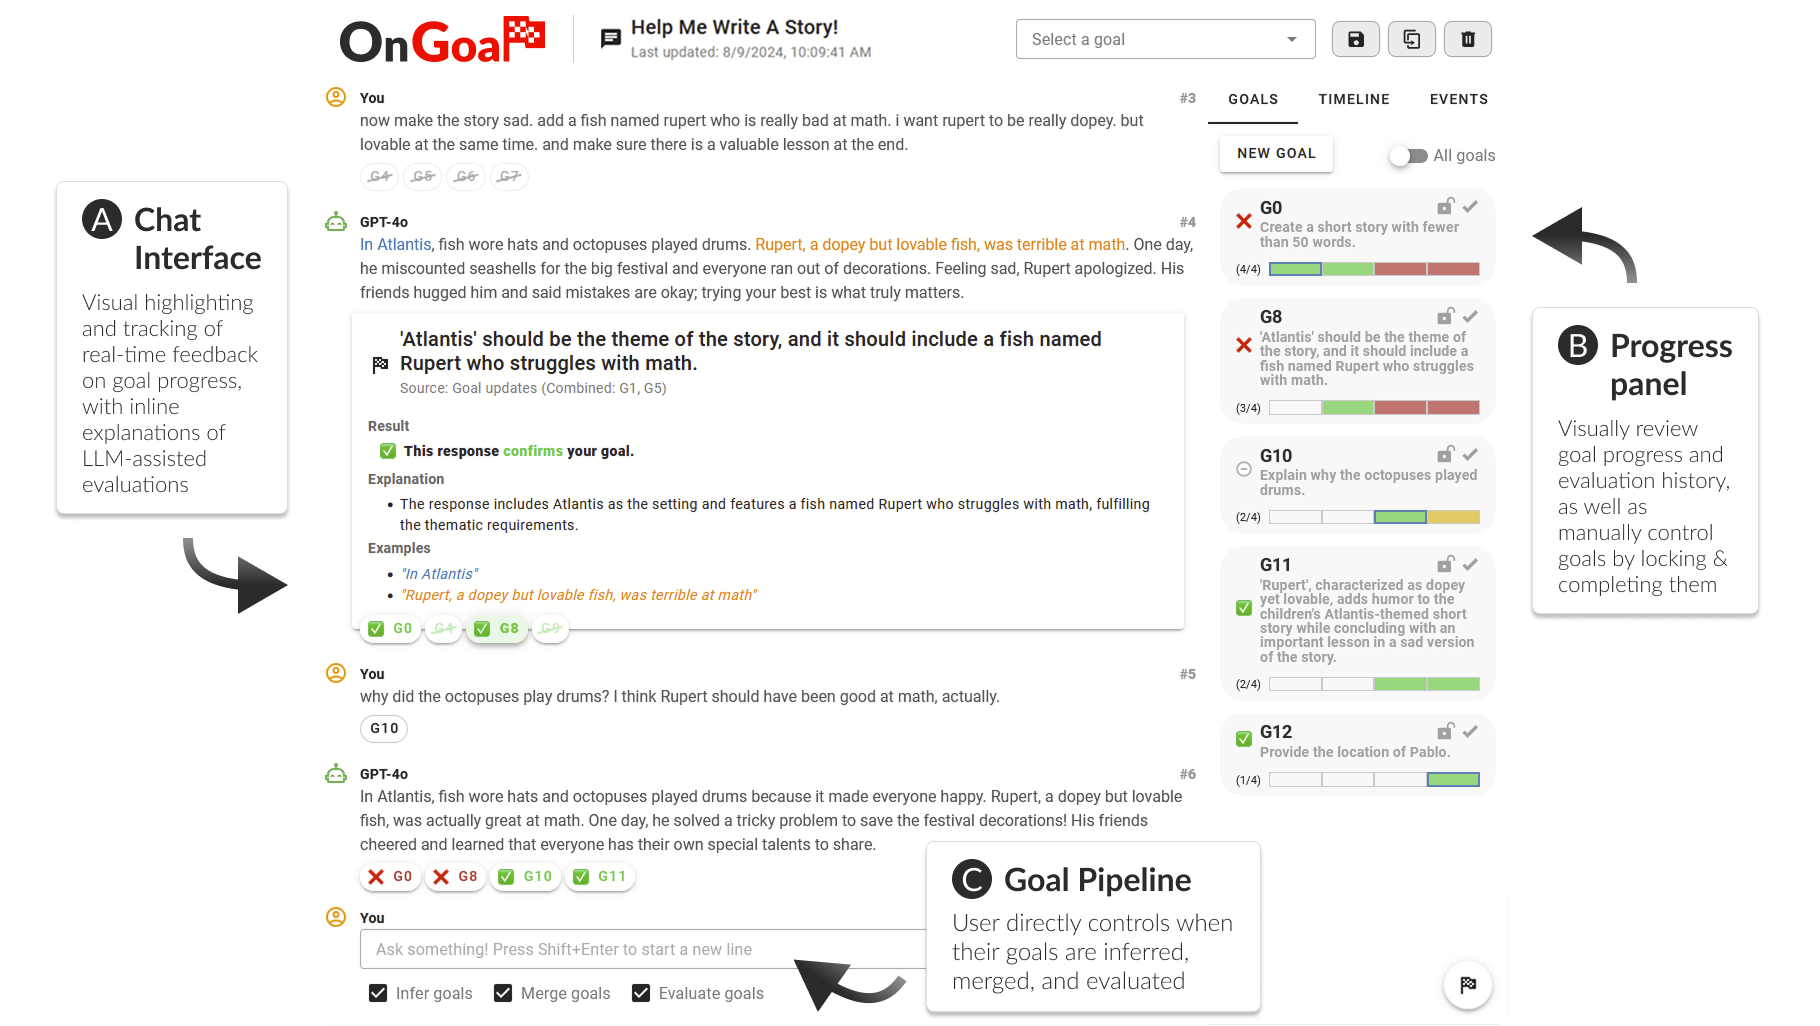 OnGoal
Help Me Write A Story!
Last updated: 8/9/2024, 10:09:41 AM
Select a goal
A Chat
Interface
Visual highlighting
and tracking of
real-time feedback
on goal progress,
with inline
explanations of
LLM-assisted
evaluations
You
#3
now make the story sad. add a fish named rupert who is really bad at math. i want rupert to be really dopey. but
lovable at the same time. and make sure there is a valuable lesson at the end.
G4 G5 G6 G7
GPT-4o
#4
In Atlantis, fish wore hats and octopuses played drums. Rupert, a dopey but lovable fish, was terrible at math. One day,
he miscounted seashells for the big festival and everyone ran out of decorations. Feeling sad, Rupert apologized. His
friends hugged him and said mistakes are okay; trying your best is what truly matters.
'Atlantis' should be the theme of the story, and it should include a fish named
Rupert who struggles with math.
Source: Goal updates (Combined: G1, G5)
Result
This response confirms your goal.
Explanation
• The response includes Atlantis as the setting and features a fish named Rupert who struggles with math, fulfilling
the thematic requirements.
Examples
• "In Atlantis"
• "Rupert, a dopey but lovable fish, was terrible at math"
G0 G4 G8 G9
You
#5
why did the octopuses play drums? I think Rupert should have been good at math, actually.
G10
GPT-4o
#6
In Atlantis, fish wore hats and octopuses played drums because it made everyone happy. Rupert, a dopey but lovable
fish, was actually great at math. One day, he solved a tricky problem to save the festival decorations! His friends
cheered and learned that everyone has their own special talents to share.
G0 G8 G10 G11
You
Ask something! Press Shift+Enter to start a new line
Infer goals Merge goals Evaluate goals
C Goal Pipeline
User directly controls when
their goals are inferred,
merged, and evaluated
GOALS TIMELINE EVENTS
NEW GOAL All goals
G0
Create a short story with fewer
than 50 words.
(4/4)
G8
'Atlantis' should be the theme of
the story, and it should include a
fish named Rupert who struggles
with math.
(3/4)
G10
Explain why the octopuses played
drums.
(2/4)
G11
'Rupert', characterized as dopey
yet lovable, adds humor to the
children's Atlantis-themed short
story while concluding with an
important lesson in a sad version
of the story.
(2/4)
G12
Provide the location of Pablo.
(1/4)
B Progress
panel
Visually review
goal progress and
evaluation history,
as well as
manually control
goals by locking &
completing them